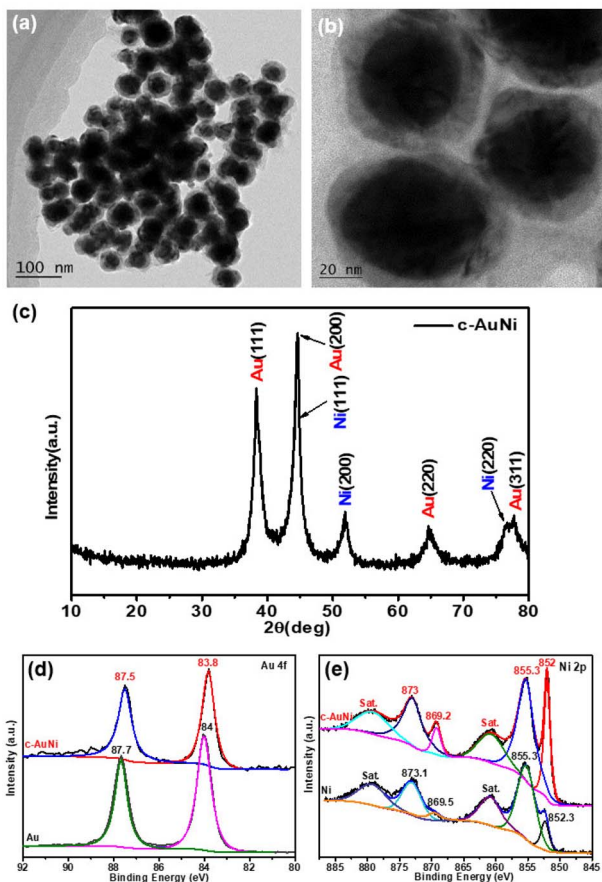 (a)
100 nm
(b)
20 nm
(c)
c-AuNi
Au(111)
Au(200)
Ni(111)
Ni(200)
Au(220)
Ni(220)
Au(311)
Intensity(a.u.)
10 20 30 40 50 60 70 80
2θ(deg)
(d)
Au 4f
87.5
83.8
c-AuNi
87.7
84
Au
Intensity (a.u.)
92 90 88 86 84 82 80
Binding Energy (eV)
(e)
Ni 2p
Sat.
873
869.2
Sat.
855.3
852
c-AuNi
Sat.
873.1
869.5
Sat.
855.3
852.3
Ni
Intensity (a.u.)
885 880 875 870 865 860 855 850 845
Binding Energy (eV)